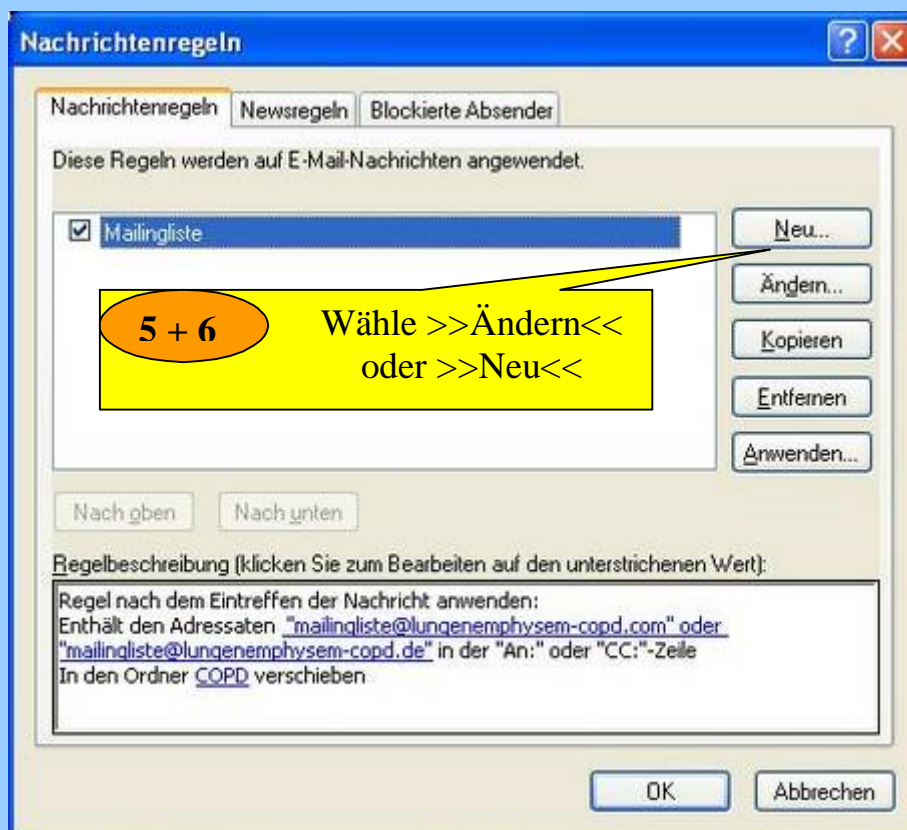 Nachrichtenregeln
Nachrichtenregeln
Newsregeln
Blockierte Absender
Diese Regeln werden auf E-Mail-Nachrichten angewendet.
Mailingliste
Neu...
Ändern...
Kopieren
Entfernen
Anwenden...
5 + 6
Wähle >>Ändern<<
oder >>Neu<<
Nach oben
Nach unten
Regelbeschreibung (klicken Sie zum Bearbeiten auf den unterstrichenen Wert):
Regel nach dem Eintreffen der Nachricht anwenden:
Enthält den Adressaten "mailingliste@lungenemphysem-copd.com" oder
"mailingliste@lungenemphysem-copd.de" in der "An:" oder "CC:"-Zeile
In den Ordner COPD verschieben
OK
Abbrechen